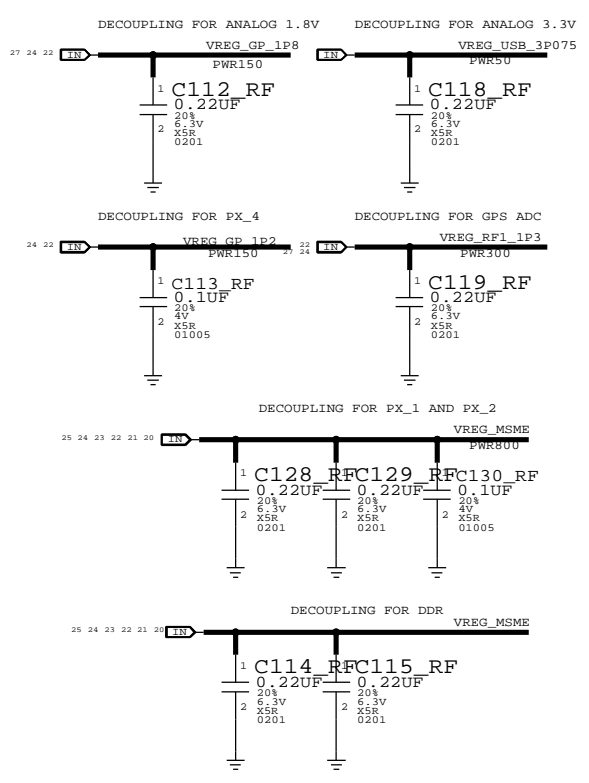 DECOUPLING FOR ANALOG 1.8V
27 24 22 IN VREG_GP_1P8
PWR150
1 C112_RF
0.22UF
20%
2 6.3V
X5R
0201
DECOUPLING FOR ANALOG 3.3V
IN VREG_USB_3P075
PWR50
1 C118_RF
0.22UF
20%
2 6.3V
X5R
0201
DECOUPLING FOR PX_4
24 22 IN VREG_GP_1P2
PWR150
1 C113_RF
0.1UF
20%
2 4V
X5R
01005
DECOUPLING FOR GPS ADC
22
27 24 IN VREG_RF1_1P3
PWR300
1 C119_RF
0.22UF
20%
2 6.3V
X5R
0201
DECOUPLING FOR PX_1 AND PX_2
25 24 23 22 21 20 IN VREG_MSME
PWR800
1 C128_RF
0.22UF
20%
2 6.3V
X5R
0201
1 C129_RF
0.22UF
20%
2 6.3V
X5R
0201
1 C130_RF
0.1UF
20%
2 4V
X5R
01005
DECOUPLING FOR DDR
25 24 23 22 21 20 IN VREG_MSME
1 C114_RF
0.22UF
20%
2 6.3V
X5R
0201
1 C115_RF
0.22UF
20%
2 6.3V
X5R
0201